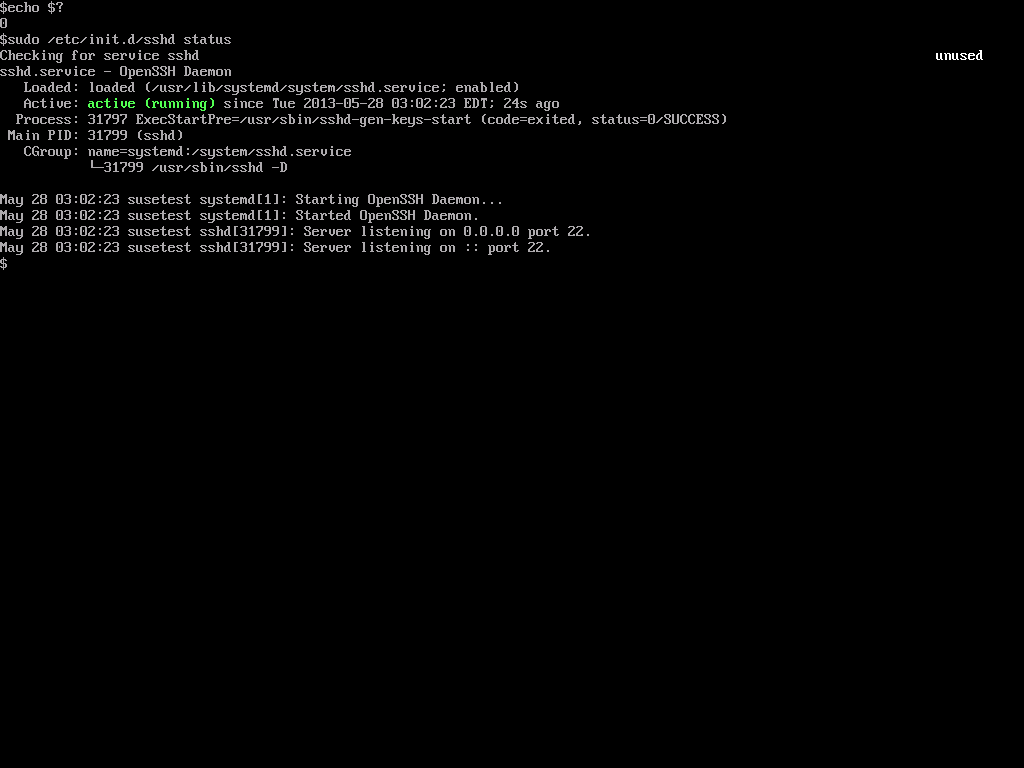 $echo $?
0
$sudo /etc/init.d/sshd status
Checking for service sshd                                                                                            unused
sshd.service - OpenSSH Daemon
   Loaded: loaded (/usr/lib/systemd/system/sshd.service; enabled)
   Active: active (running) since Tue 2013-05-28 03:02:23 EDT; 24s ago
  Process: 31797 ExecStartPre=/usr/sbin/sshd-gen-keys-start (code=exited, status=0/SUCCESS)
 Main PID: 31799 (sshd)
   CGroup: name=systemd:/system/sshd.service
           └─31799 /usr/sbin/sshd -D

May 28 03:02:23 susetest systemd[1]: Starting OpenSSH Daemon...
May 28 03:02:23 susetest systemd[1]: Started OpenSSH Daemon.
May 28 03:02:23 susetest sshd[31799]: Server listening on 0.0.0.0 port 22.
May 28 03:02:23 susetest sshd[31799]: Server listening on :: port 22.
$